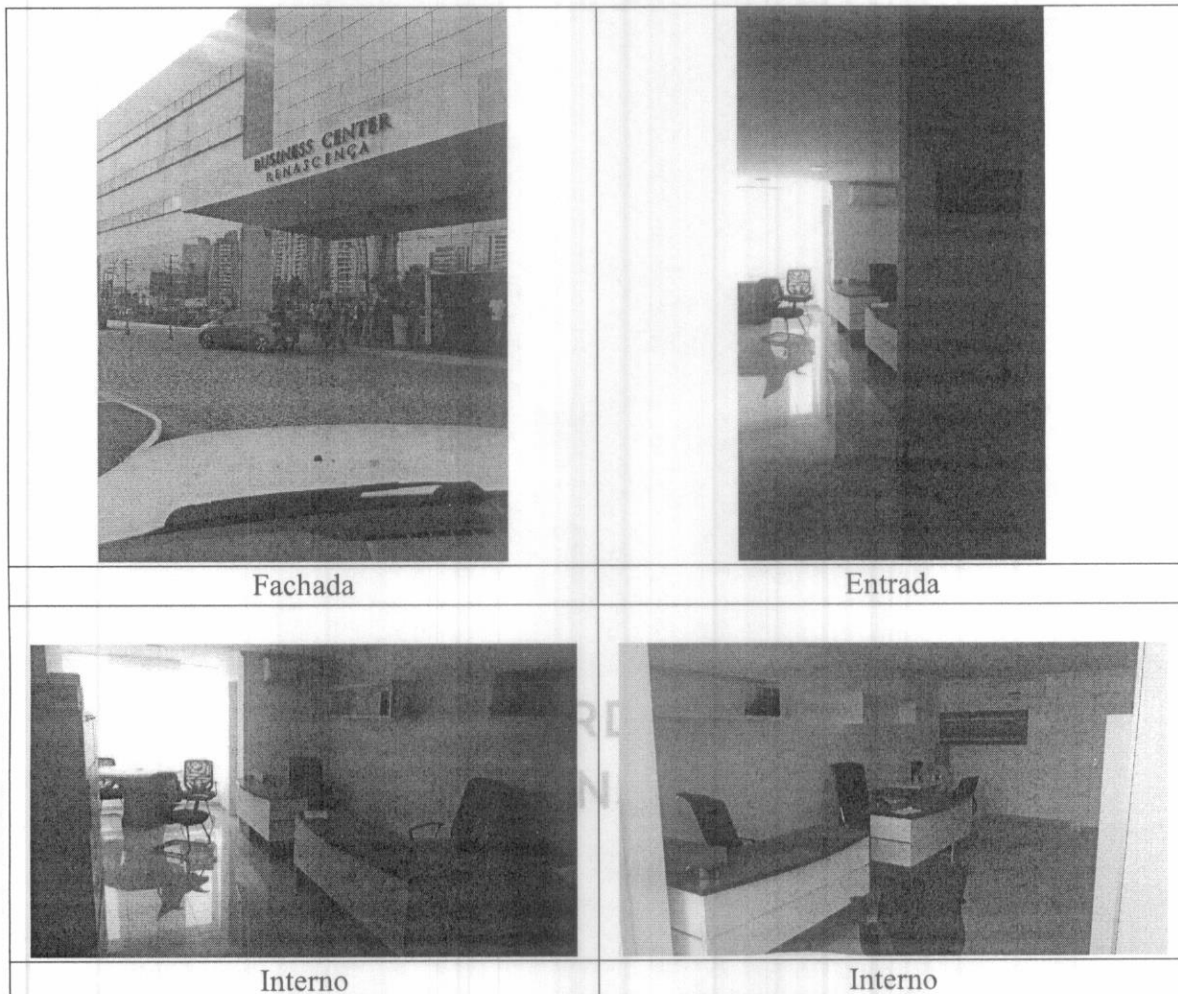 BUSINESS CENTER
RENASCENÇA
Fachada
Entrada
Interno
Interno